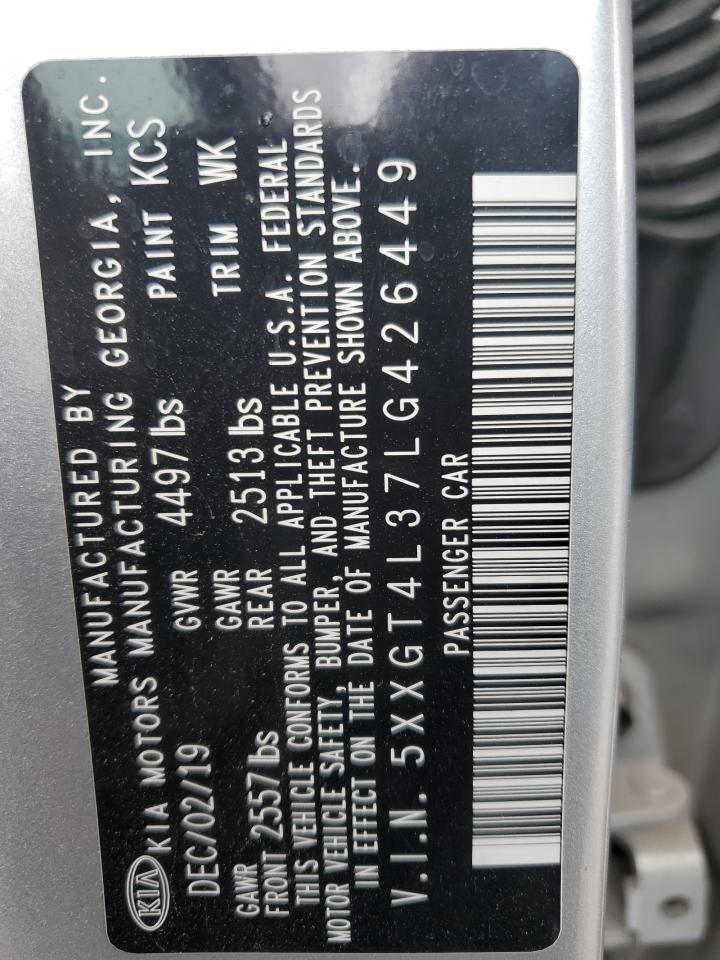 MANUFACTURED BY
KIA KIA MOTORS MANUFACTURING GEORGIA, INC.
DEC/02/19 GVWR 4497 lbs PAINT KCS
GAWR FRONT 2557 lbs GAWR REAR 2513 lbs TRIM WK
THIS VEHICLE CONFORMS TO ALL APPLICABLE U.S.A. FEDERAL
MOTOR VEHICLE SAFETY, BUMPER, AND THEFT PREVENTION STANDARDS
IN EFFECT ON THE DATE OF MANUFACTURE SHOWN ABOVE.
V.I.N. 5XXGT4L37LG426449
PASSENGER CAR